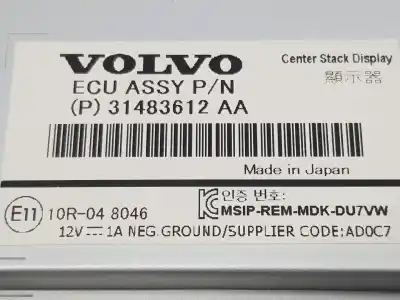 VOLVO
Center Stack Display
顯示器
ECU ASSY P/N
(P) 31483612 AA
Made in Japan
E11 10R-04 8046
인증 번호:
MSIP-REM-MDK-DU7VW
12V⎓1A NEG.GROUND/SUPPLIER CODE;AD0C7